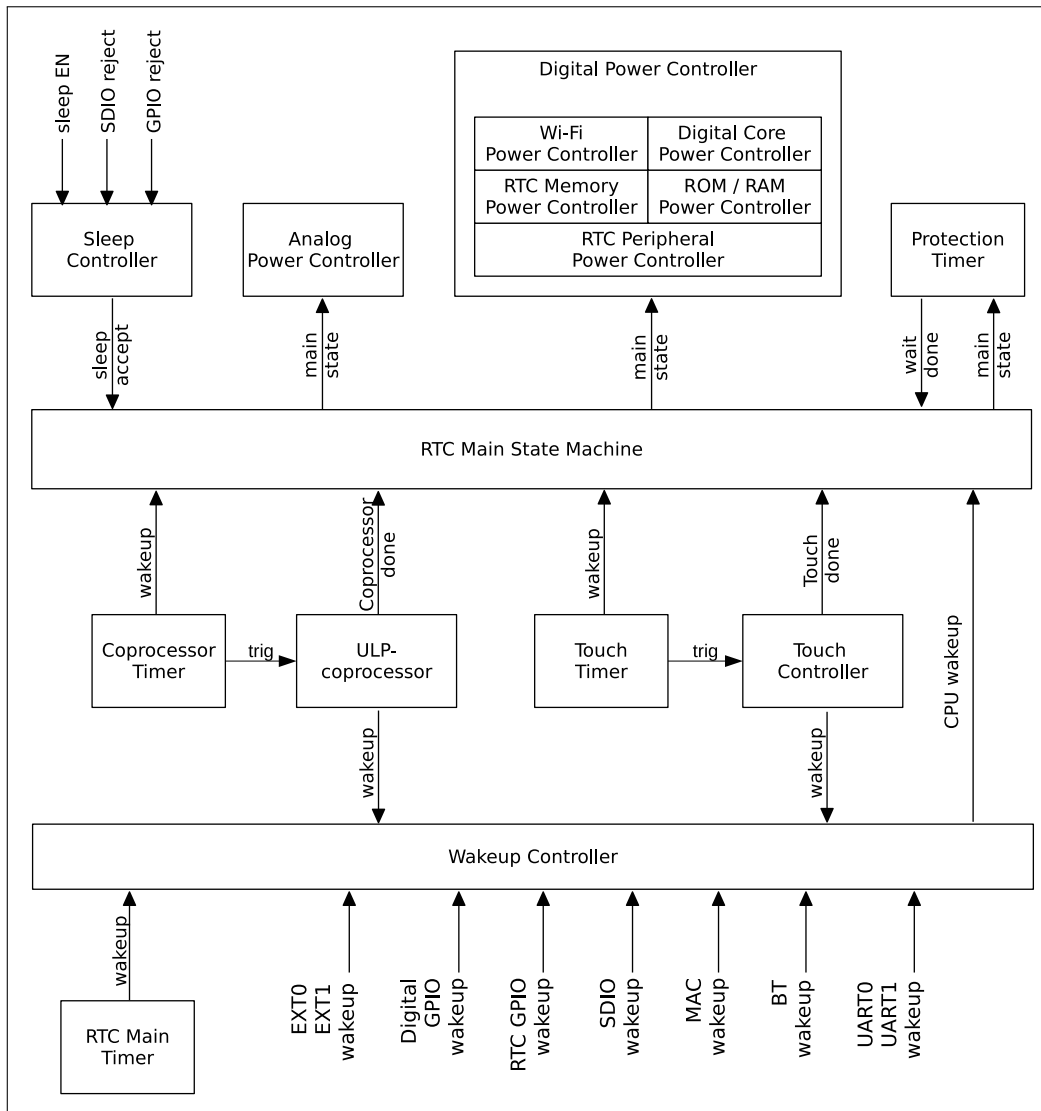 sleep EN
SDIO reject
GPIO reject
Digital Power Controller
Wi-Fi
Power Controller
Digital Core
Power Controller
RTC Memory
Power Controller
ROM / RAM
Power Controller
RTC Peripheral
Power Controller
Sleep
Controller
Analog
Power Controller
Protection
Timer
sleep
accept
main
state
main
state
wait
done
main
state
RTC Main State Machine
wakeup
Coprocessor
done
wakeup
Touch
done
CPU wakeup
Coprocessor
Timer
trig
ULP-
coprocessor
Touch
Timer
trig
Touch
Controller
wakeup
wakeup
Wakeup Controller
wakeup
EXT0
EXT1
wakeup
Digital
GPIO
wakeup
RTC GPIO
wakeup
SDIO
wakeup
MAC
wakeup
BT
wakeup
UART0
UART1
wakeup
RTC Main
Timer